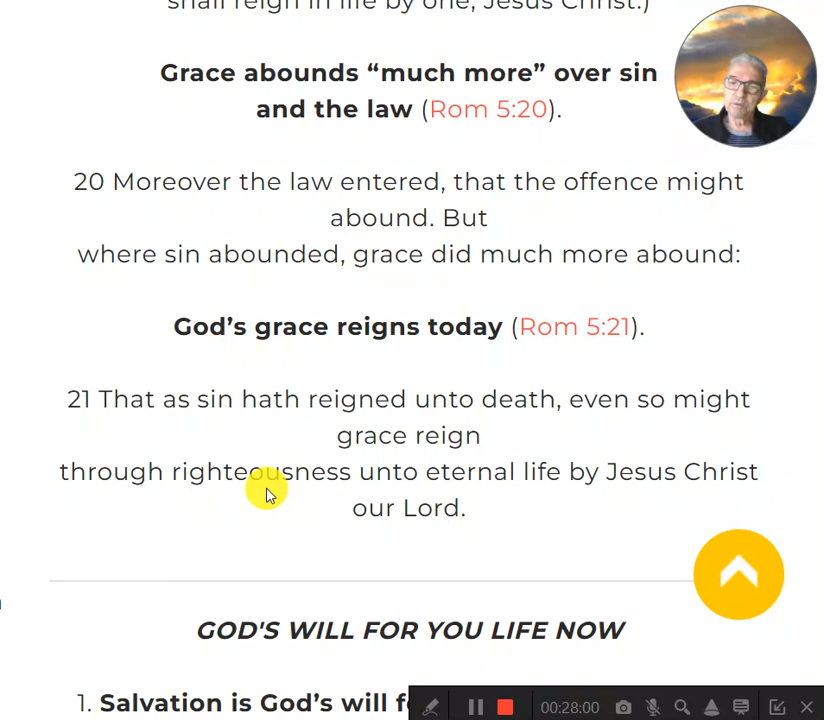 shall reign in life by one, Jesus Christ.)
Grace abounds “much more” over sin
and the law (Rom 5:20).
20 Moreover the law entered, that the offence might
abound. But
where sin abounded, grace did much more abound:
God’s grace reigns today (Rom 5:21).
21 That as sin hath reigned unto death, even so might
grace reign
through righteousness unto eternal life by Jesus Christ
our Lord.
GOD'S WILL FOR YOU LIFE NOW
1. Salvation is God’s will
00:28:00